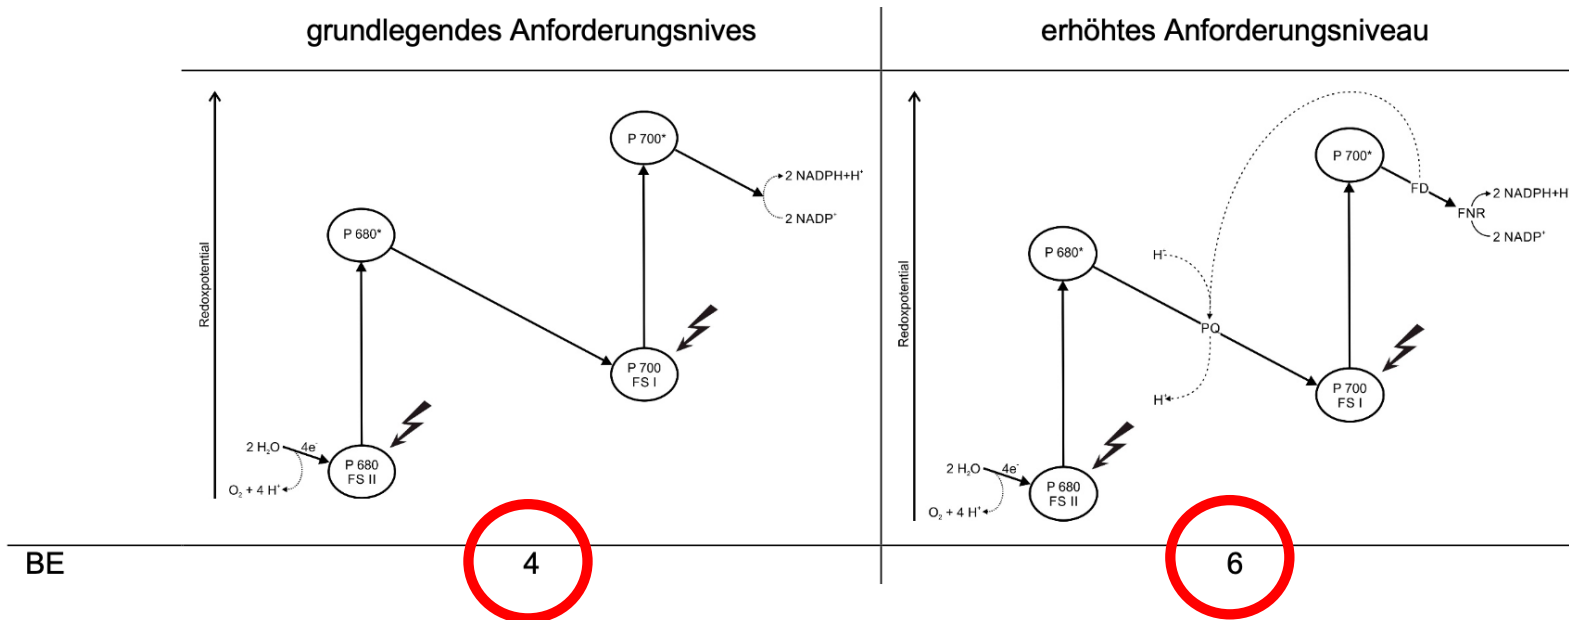 grundlegendes Anforderungsnives
erhöhtes Anforderungsniveau
Redoxpotential
P 700*
2 NADPH+H⁺
2 NADP⁺
P 680*
P 700
FS I
2 H₂O
4e⁻
P 680
FS II
O₂ + 4 H⁺
Redoxpotential
P 700*
FD
2 NADPH+H
FNR
2 NADP⁺
P 680*
H⁺
PQ
H⁺
P 700
FS I
2 H₂O
4e⁻
P 680
FS II
O₂ + 4 H⁺
BE
4
6